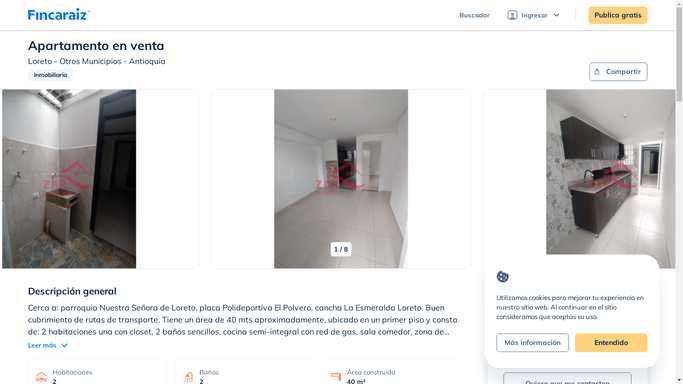 Fincaraiz
Buscador
Ingresar
Publica gratis
Apartamento en venta
Loreto - Otros Municipios - Antioquia
Inmobiliaria
Compartir
1 / 8
Descripción general
Cerca a: parroquia Nuestra Señora de Loreto, placa Polideportiva El Polvero, cancha La Esmeralda Loreto. Buen
cubrimiento de rutas de transporte. Tiene un área de 40 mts aproximadamente, ubicado en un primer piso y consta
de: 2 habitaciones una con closet, 2 baños sencillos, cocina semi-integral con red de gas, sala comedor, zona de...
Leer más
Habitaciones
2
Baños
2
Área construida
40 m²
Utilizamos cookies para mejorar tu experiencia en
nuestro sitio web. Al continuar en el sitio
consideramos que aceptas su uso.
Más información
Entendido
Quiero que me contacten